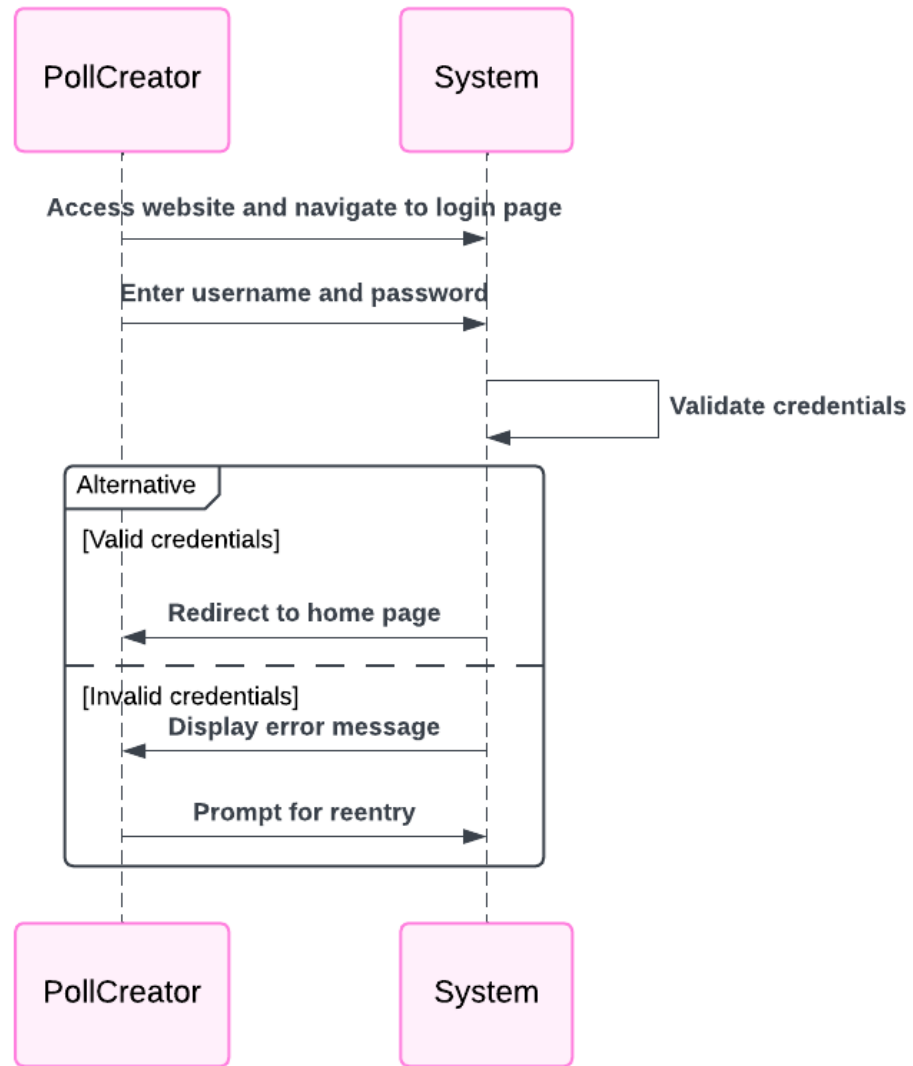 PollCreator
System
Access website and navigate to login page
Enter username and password
Validate credentials
Alternative
[Valid credentials]
Redirect to home page
[Invalid credentials]
Display error message
Prompt for reentry
PollCreator
System